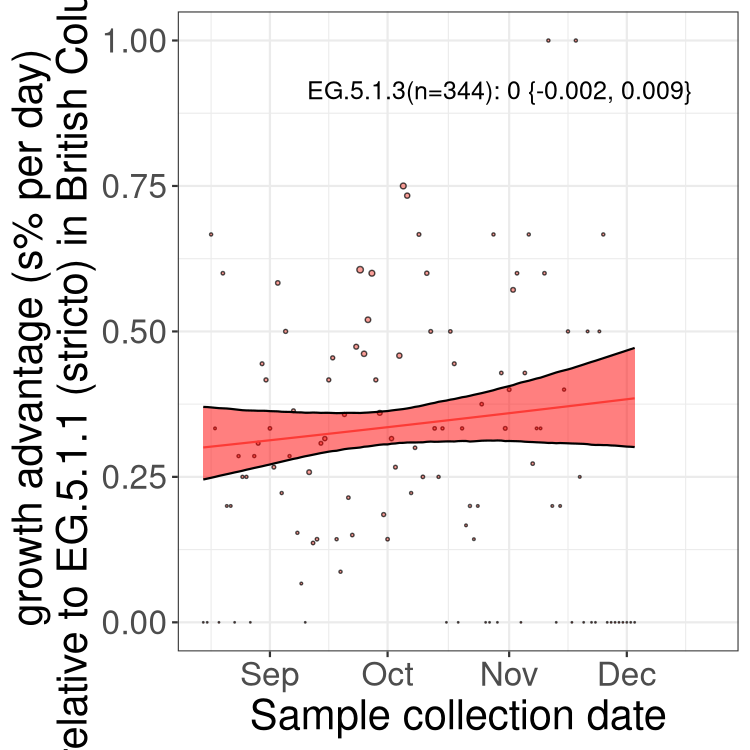 growth advantage (s% per day)
relative to EG.5.1.1 (stricto) in British Colu
1.00
0.75
0.50
0.25
0.00
EG.5.1.3(n=344): 0 {-0.002, 0.009}
Sep Oct Nov Dec
Sample collection date